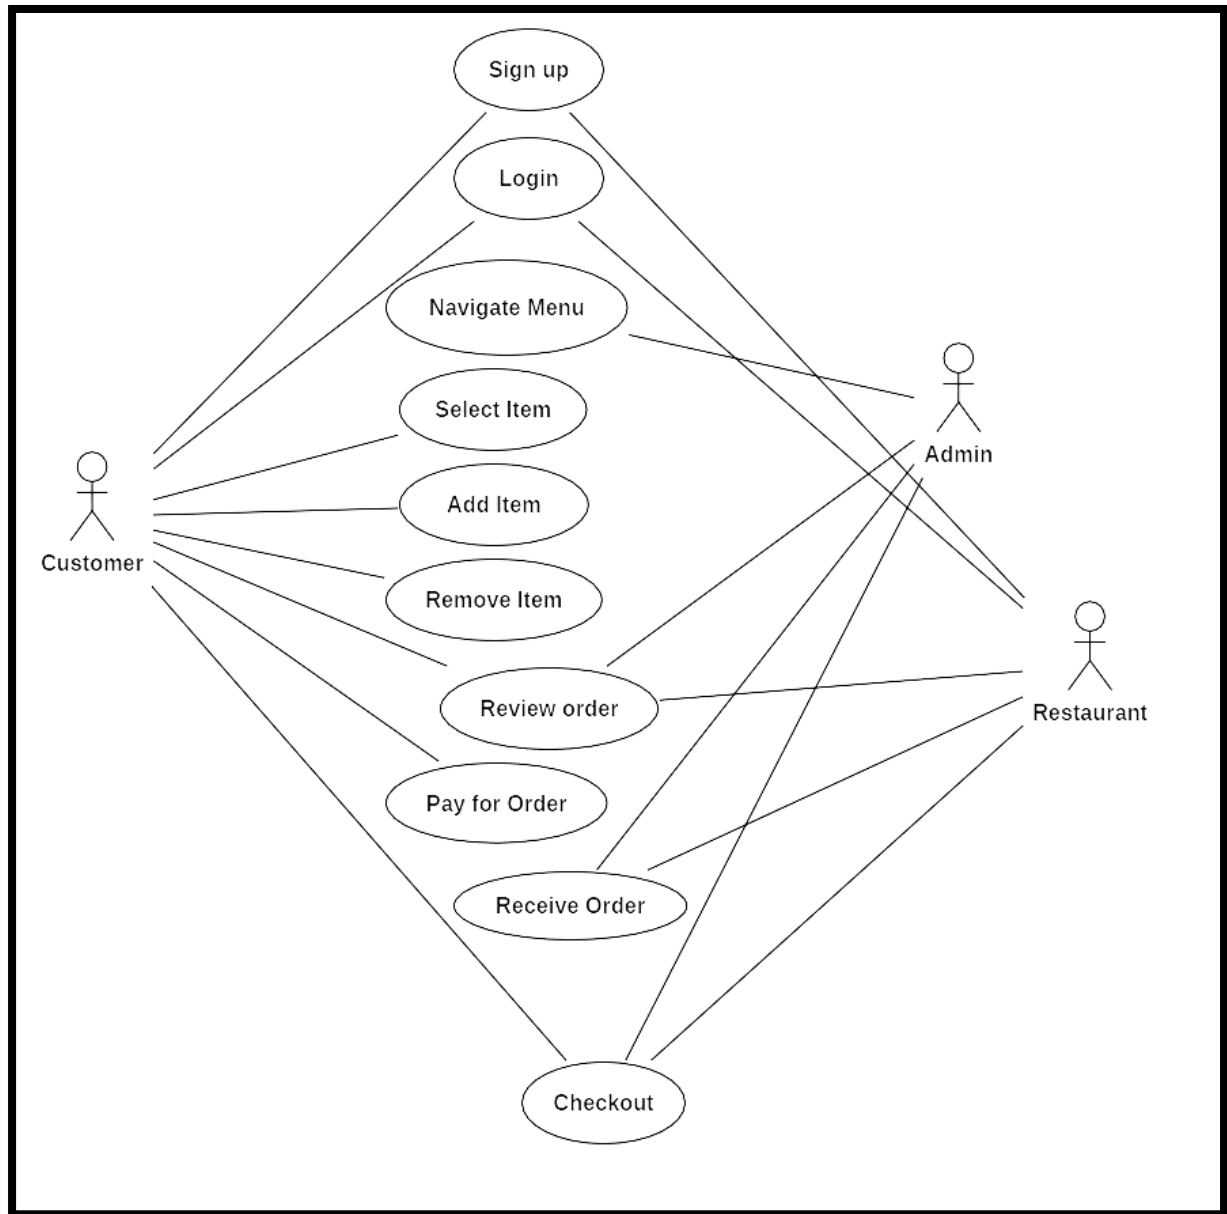 Sign up
Login
Navigate Menu
Select Item
Add Item
Remove Item
Review order
Pay for Order
Receive Order
Checkout
Customer
Admin
Restaurant